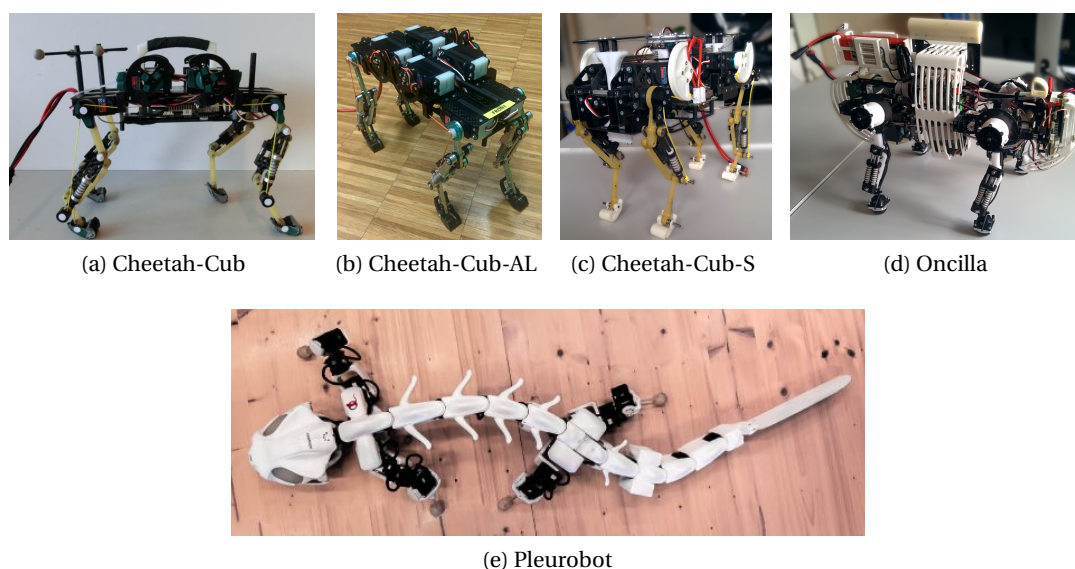 (a) Cheetah-Cub
(b) Cheetah-Cub-AL
(c) Cheetah-Cub-S
(d) Oncilla
(e) Pleurobot